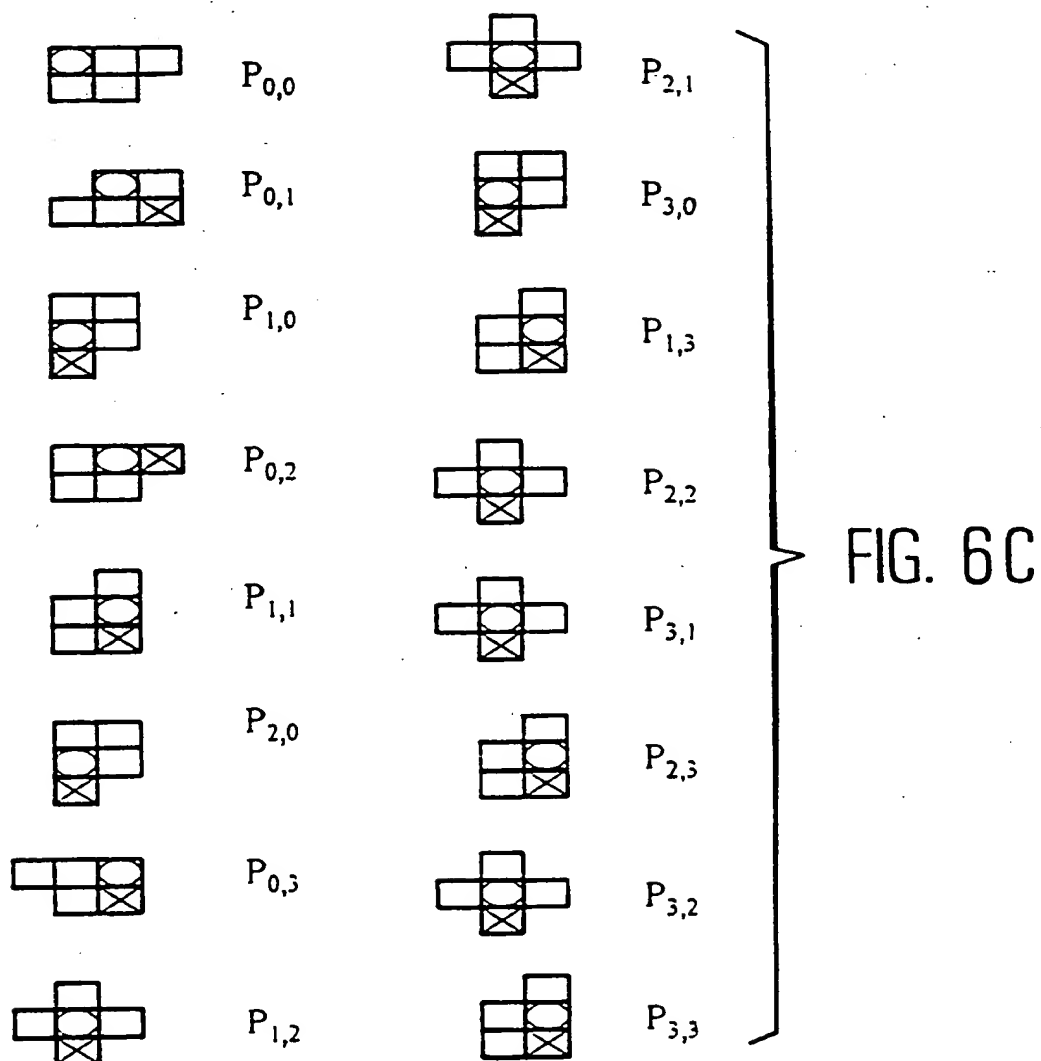 P0,0
P0,1
P1,0
P0,2
P1,1
P2,0
P0,3
P1,2
P2,1
P3,0
P1,3
P2,2
P3,1
P2,3
P3,2
P3,3
FIG. 6C